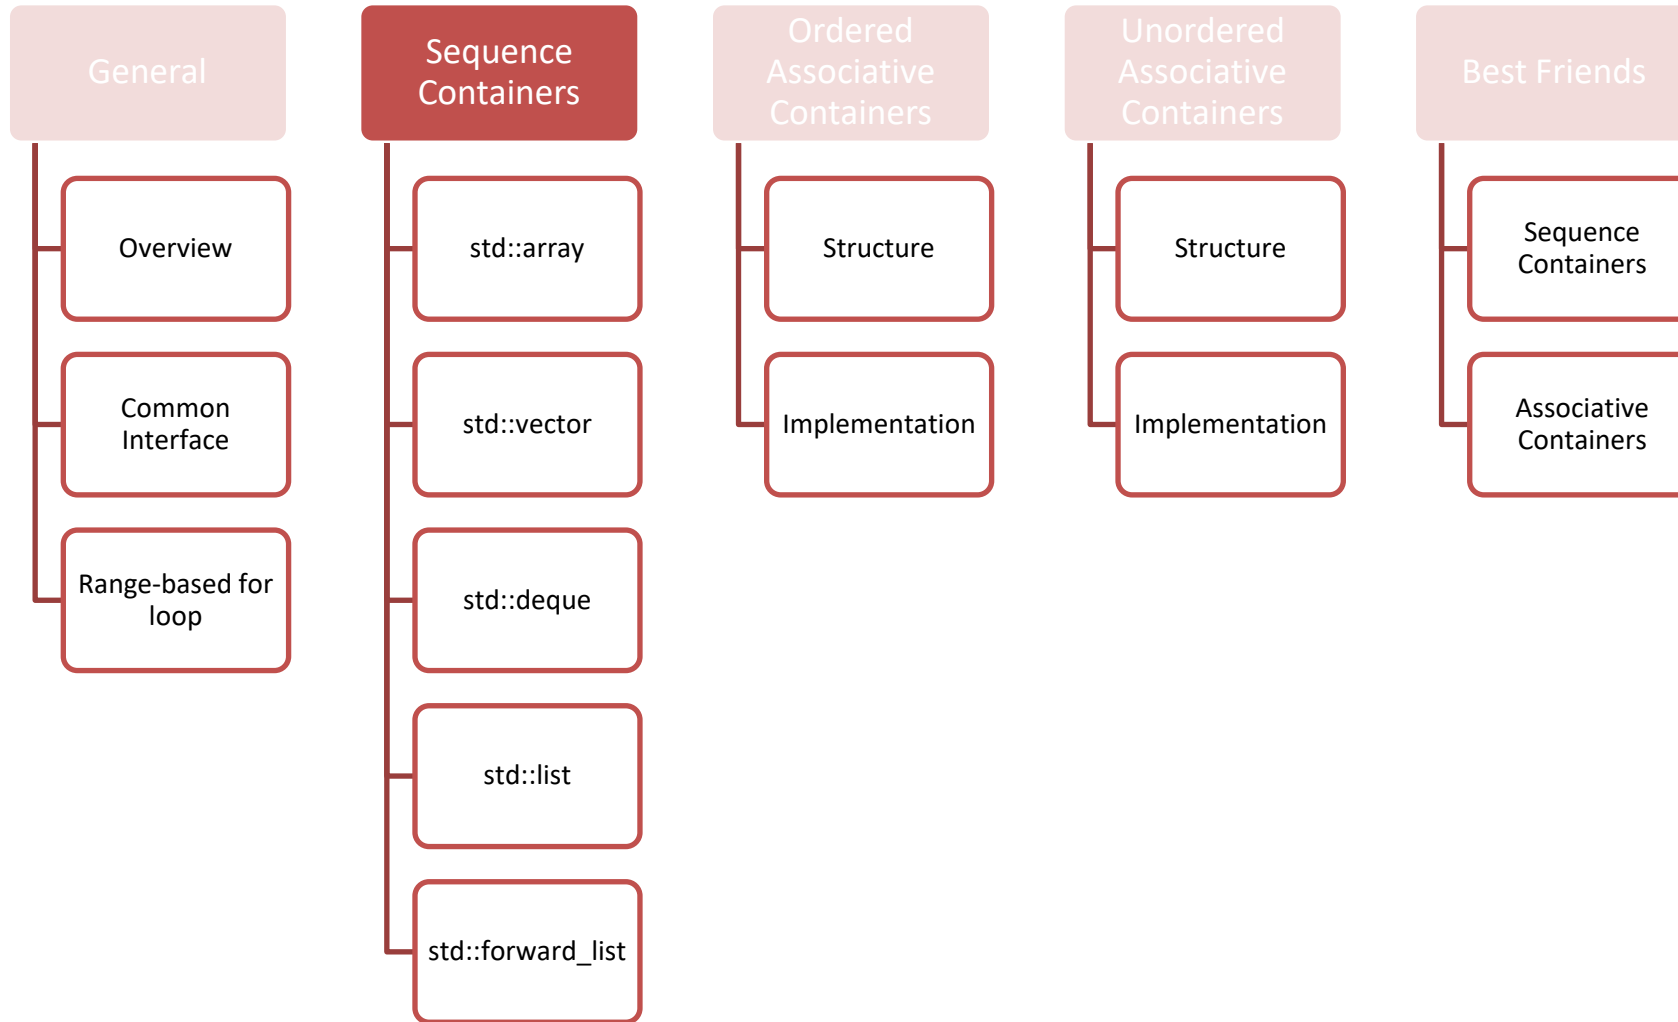 General
Overview
Common
Interface
Range-based for
loop
Sequence
Containers
std::array
std::vector
std::deque
std::list
std::forward_list
Ordered
Associative
Containers
Structure
Implementation
Unordered
Associative
Containers
Structure
Implementation
Best Friends
Sequence
Containers
Associative
Containers